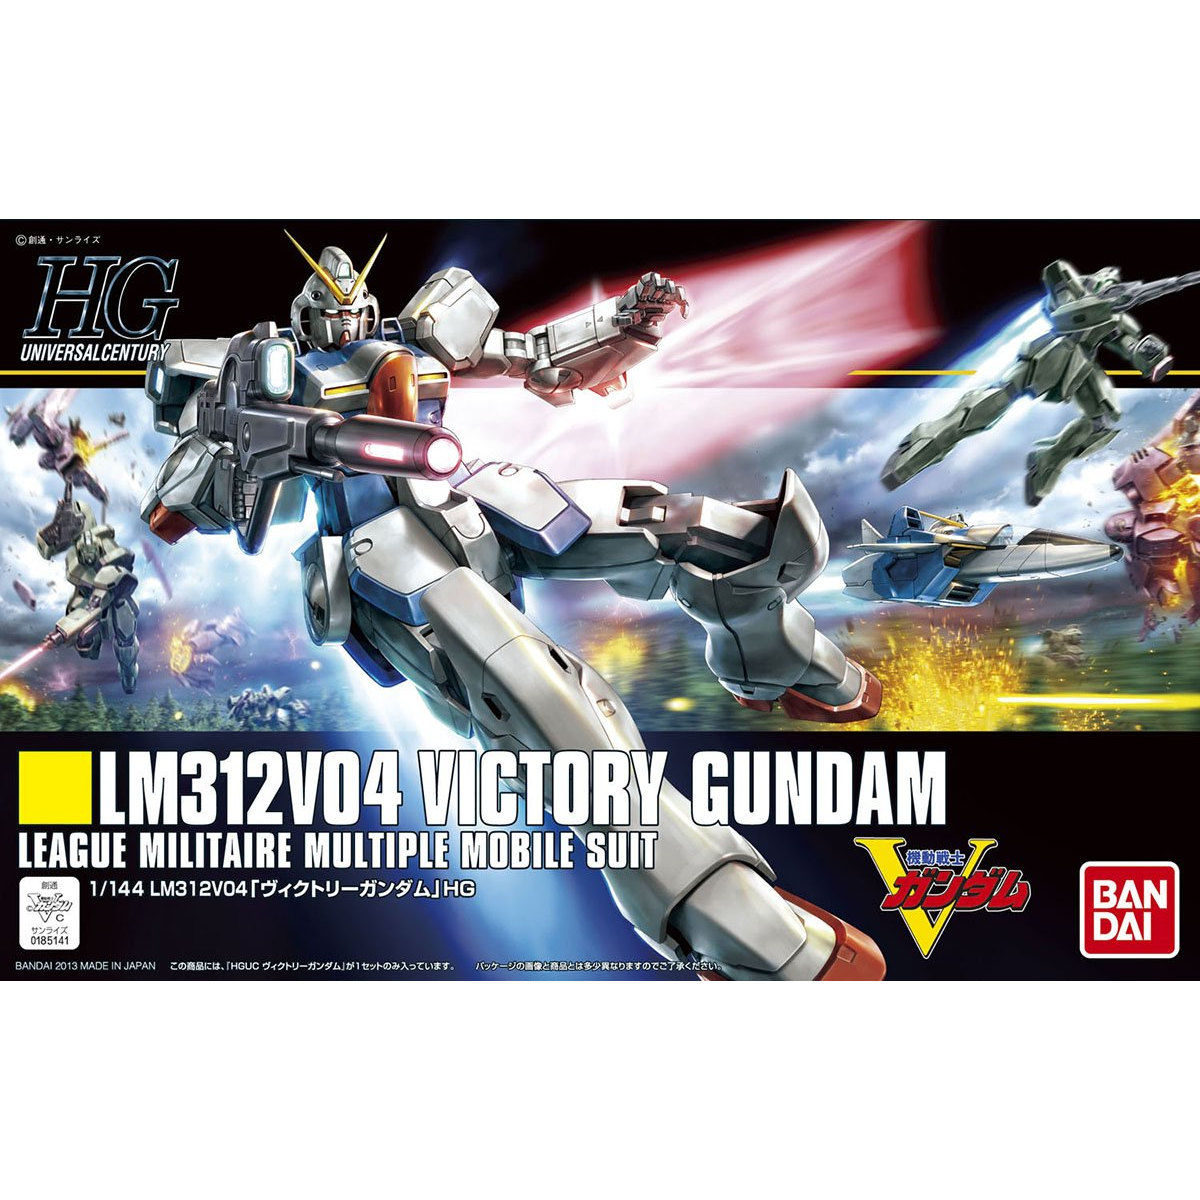 ©創通・サンライズ
HG
UNIVERSAL CENTURY
LM312V04 VICTORY GUNDAM
LEAGUE MILITAIRE MULTIPLE MOBILE SUIT
1/144 LM312V04「ヴィクトリーガンダム」HG
機動戦士
Vガンダム
BAN
DAI
創通
サンライズ
0185141
BANDAI 2013 MADE IN JAPAN この商品には、「HGUC ヴィクトリーガンダム」が1セットのみ入っています。 パッケージの画像と商品とは多少異なりますのでご了承ください。